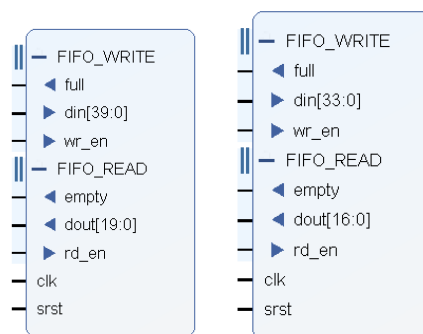 FIFO_WRITE
full
din[39:0]
wr_en
FIFO_READ
empty
dout[19:0]
rd_en
clk
srst
FIFO_WRITE
full
din[33:0]
wr_en
FIFO_READ
empty
dout[16:0]
rd_en
clk
srst